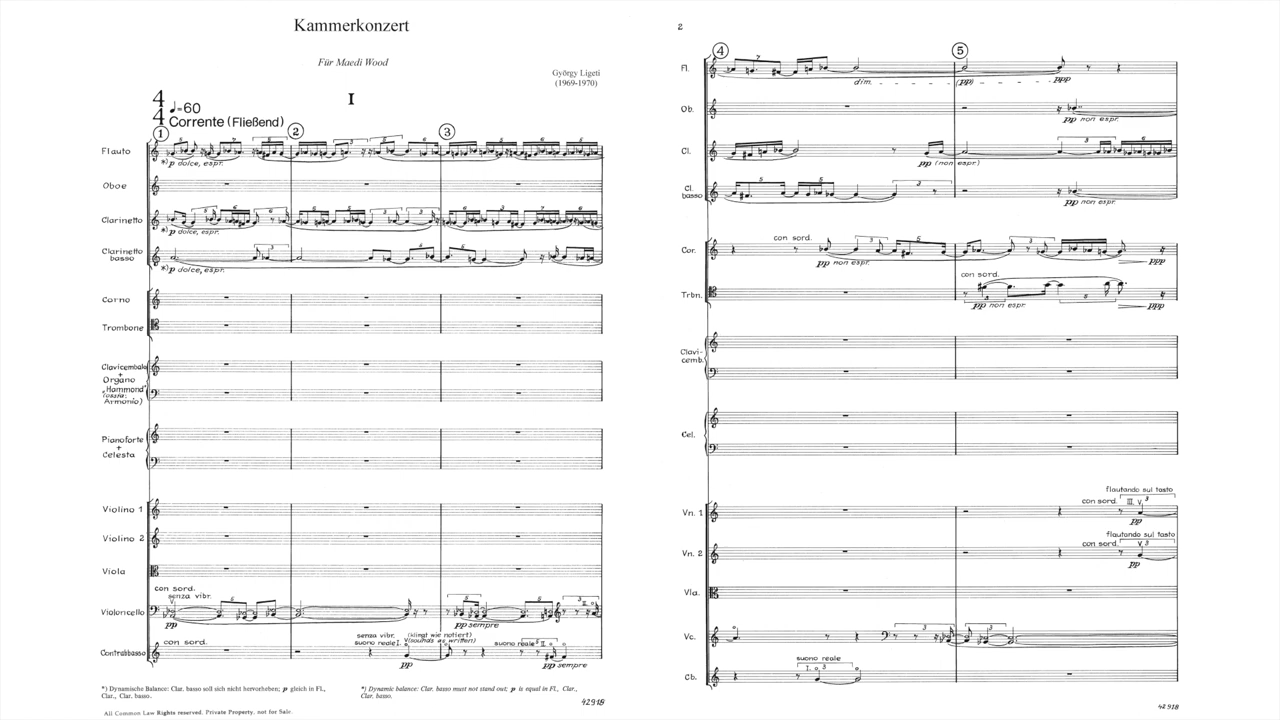 Kammerkonzert
Für Maedi Wood
György Ligeti
(1969-1970)
I
4
4
♩=60
Corrente (Fließend)
1
2
3
Flauto
*) p dolce, espr.
Oboe
Clarinetto
*) p dolce, espr.
Clarinetto
basso
*) p dolce, espr.
Corno
Trombone
Clavicembalo
+
Organo
„Hammond"
(ossia:
Armonio)
Pianoforte
+
Celesta
Violino 1
Violino 2
Viola
con sord.
senza vibr.
Violoncello
pp
pp sempre
con sord.
senza vibr. (klingt wie notiert)
suono reale I. (sounds as written)
suono reale II.
Contrabbasso
pp
pp sempre
*) Dynamische Balance: Clar. basso soll sich nicht hervorheben; p gleich in Fl.,
Clar., Clar. basso.
*) Dynamic balance: Clar. basso must not stand out; p is equal in Fl., Clar.,
Clar. basso.
42918
All Common Law Rights reserved. Private Property, not for Sale.
2
4
5
Fl.
dim.
(pp)
ppp
Ob.
pp non espr.
Cl.
pp (non espr.)
Cl.
basso
pp non espr.
con sord.
Cor.
pp non espr.
ppp
con sord.
Trbn.
pp non espr.
ppp
Clavi-
cemb.
Cel.
flautando sul tasto
con sord.
III.
Vn. 1
pp
flautando sul tasto
con sord.
Vn. 2
pp
Vla.
Vc.
suono reale
I.
Cb.
42918